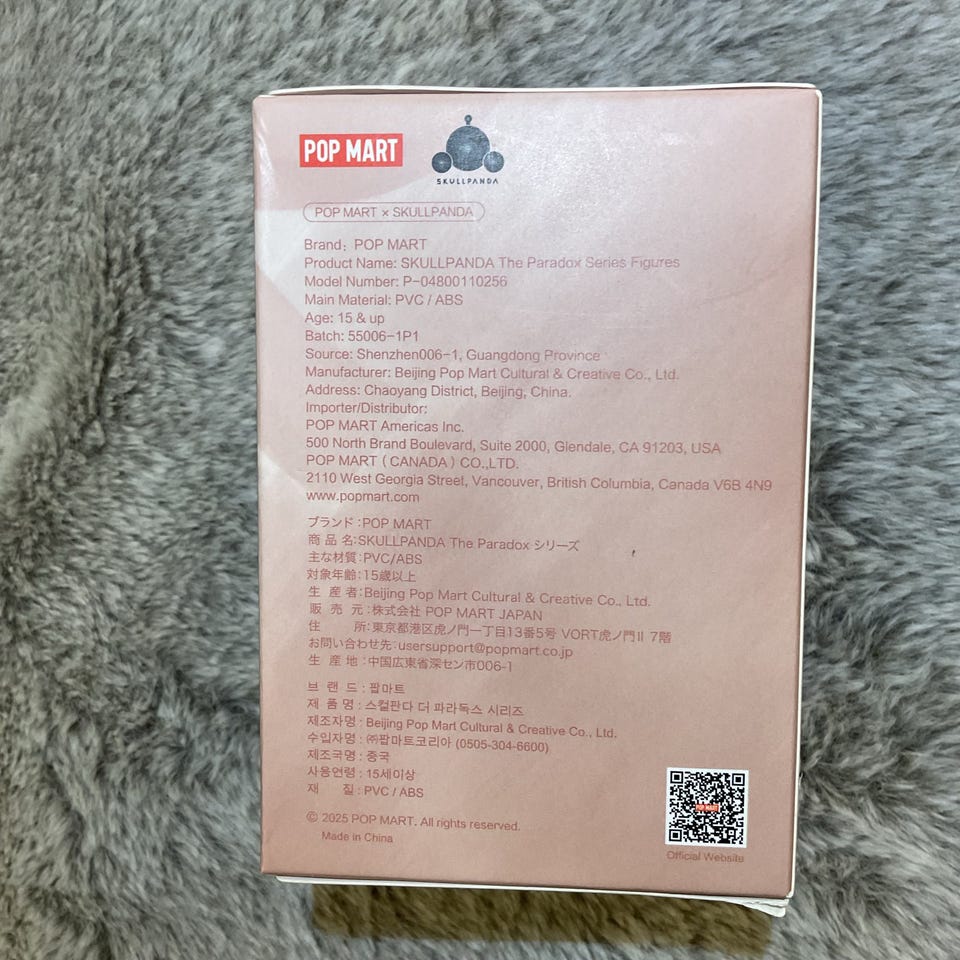 POP MART
SKULLPANDA
POP MART × SKULLPANDA
Brand: POP MART
Product Name: SKULLPANDA The Paradox Series Figures
Model Number: P-04800110256
Main Material: PVC / ABS
Age: 15 & up
Batch: 55006-1P1
Source: Shenzhen006-1, Guangdong Province
Manufacturer: Beijing Pop Mart Cultural & Creative Co., Ltd.
Address: Chaoyang District, Beijing, China.
Importer/Distributor:
POP MART Americas Inc.
500 North Brand Boulevard, Suite 2000, Glendale, CA 91203, USA
POP MART ( CANADA ) CO.,LTD.
2110 West Georgia Street, Vancouver, British Columbia, Canada V6B 4N9
www.popmart.com
ブランド:POP MART
商品名:SKULLPANDA The Paradox シリーズ
主な材質:PVC/ABS
対象年齢:15歳以上
生産者:Beijing Pop Mart Cultural & Creative Co., Ltd.
販売元:株式会社 POP MART JAPAN
住所:東京都港区虎ノ門一丁目13番5号 VORT虎ノ門II 7階
お問い合わせ先:usersupport@popmart.co.jp
生産地:中国広東省深セン市006-1
브랜드 : 팝마트
제품명 : 스컬판다 더 파라독스 시리즈
제조자명 : Beijing Pop Mart Cultural & Creative Co., Ltd.
수입자명 : ㈜팝마트코리아 (0505-304-6600)
제조국명 : 중국
사용연령 : 15세이상
재질 : PVC / ABS
© 2025 POP MART. All rights reserved.
Made in China
POP MART
Official Website